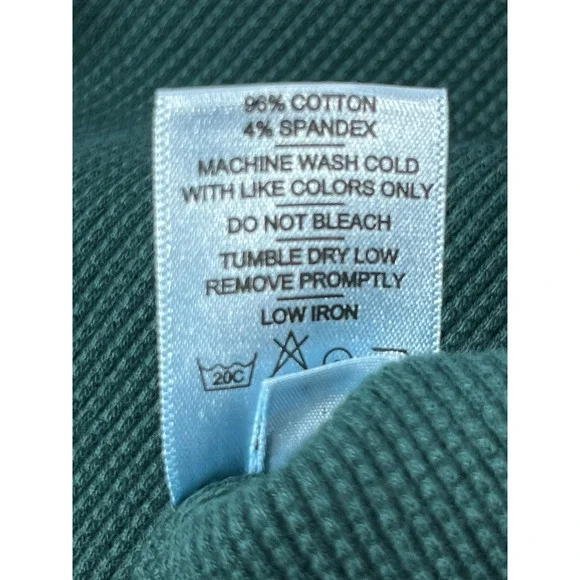 96% COTTON
4% SPANDEX
MACHINE WASH COLD
WITH LIKE COLORS ONLY
DO NOT BLEACH
TUMBLE DRY LOW
REMOVE PROMPTLY
LOW IRON
20C